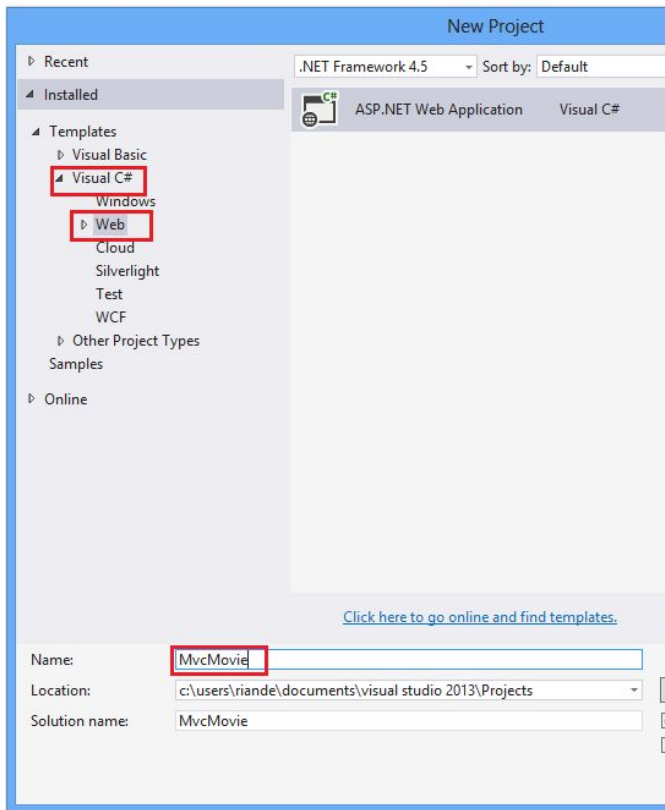 New Project
Recent
.NET Framework 4.5 Sort by: Default
Installed
C#
ASP.NET Web Application Visual C#
Templates
Visual Basic
Visual C#
Windows
Web
Cloud
Silverlight
Test
WCF
Other Project Types
Samples
Online
Click here to go online and find templates.
Name: MvcMovie
Location: c:\users\riande\documents\visual studio 2013\Projects
Solution name: MvcMovie